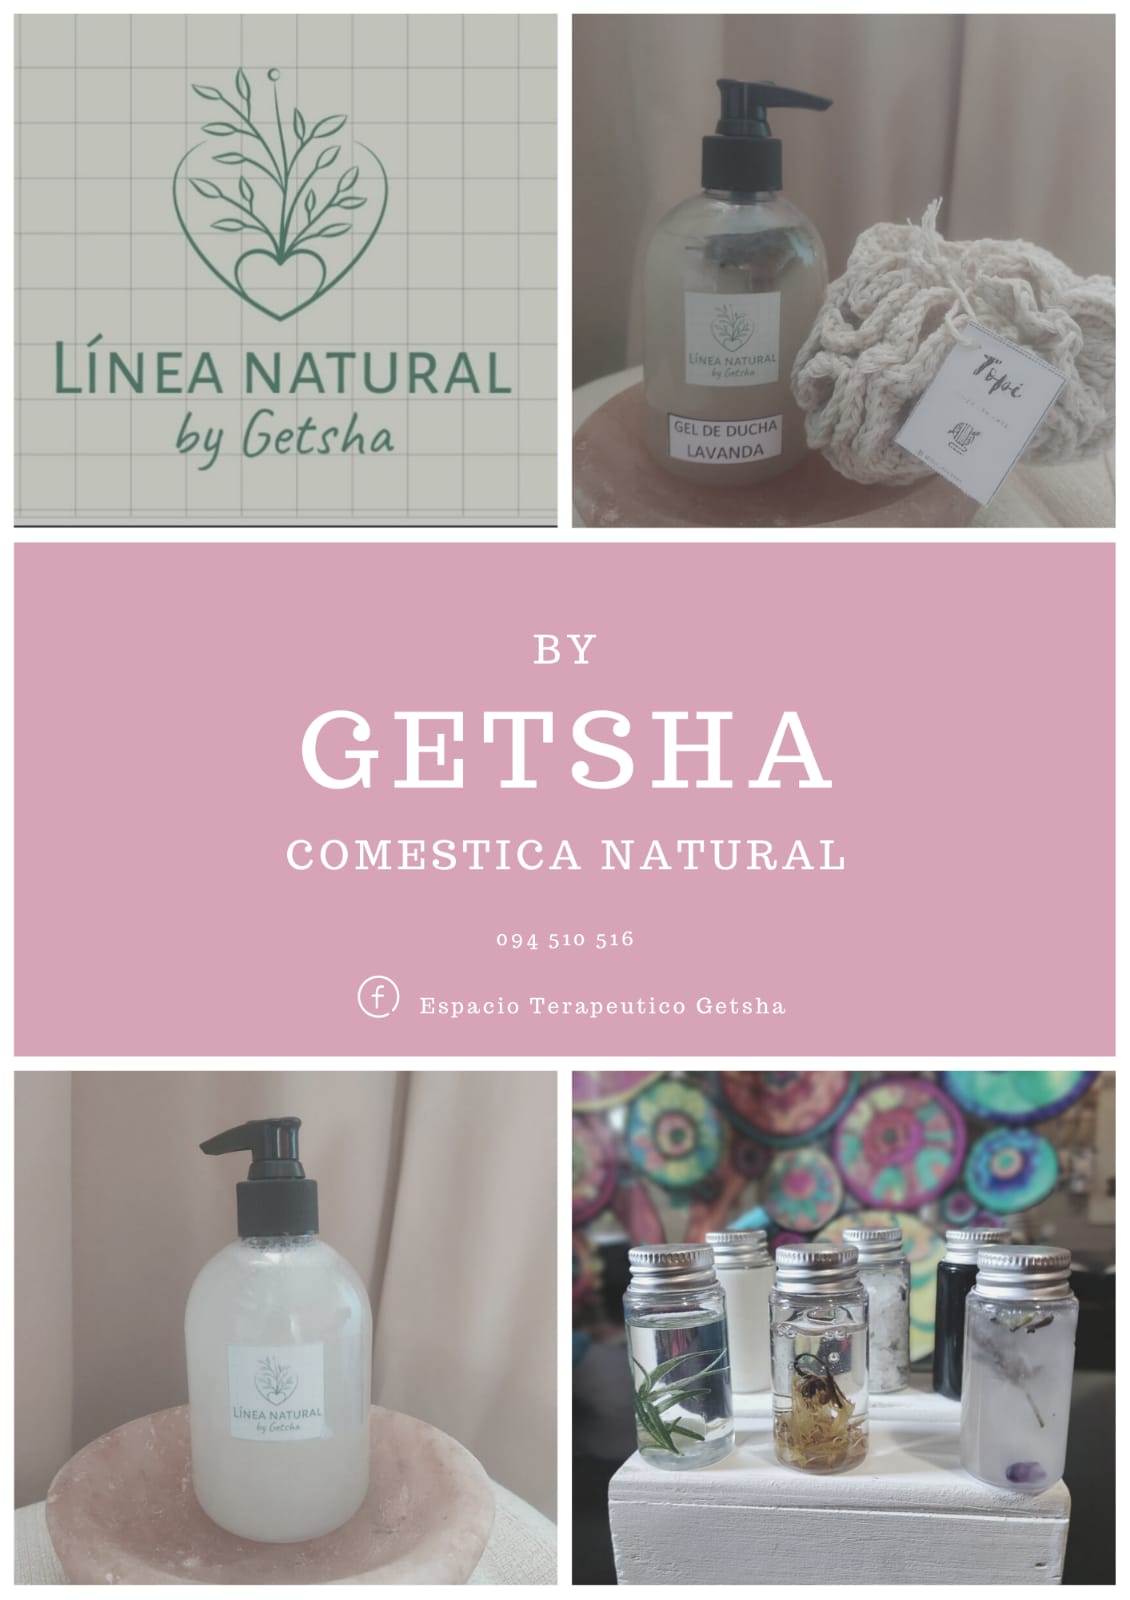 LÍNEA NATURAL
by Getsha
LÍNEA NATURAL
by Getsha
GEL DE DUCHA
LAVANDA
Topé
BY
GETSHA
COMESTICA NATURAL
094 510 516
f Espacio Terapeutico Getsha
LÍNEA NATURAL
by Getsha